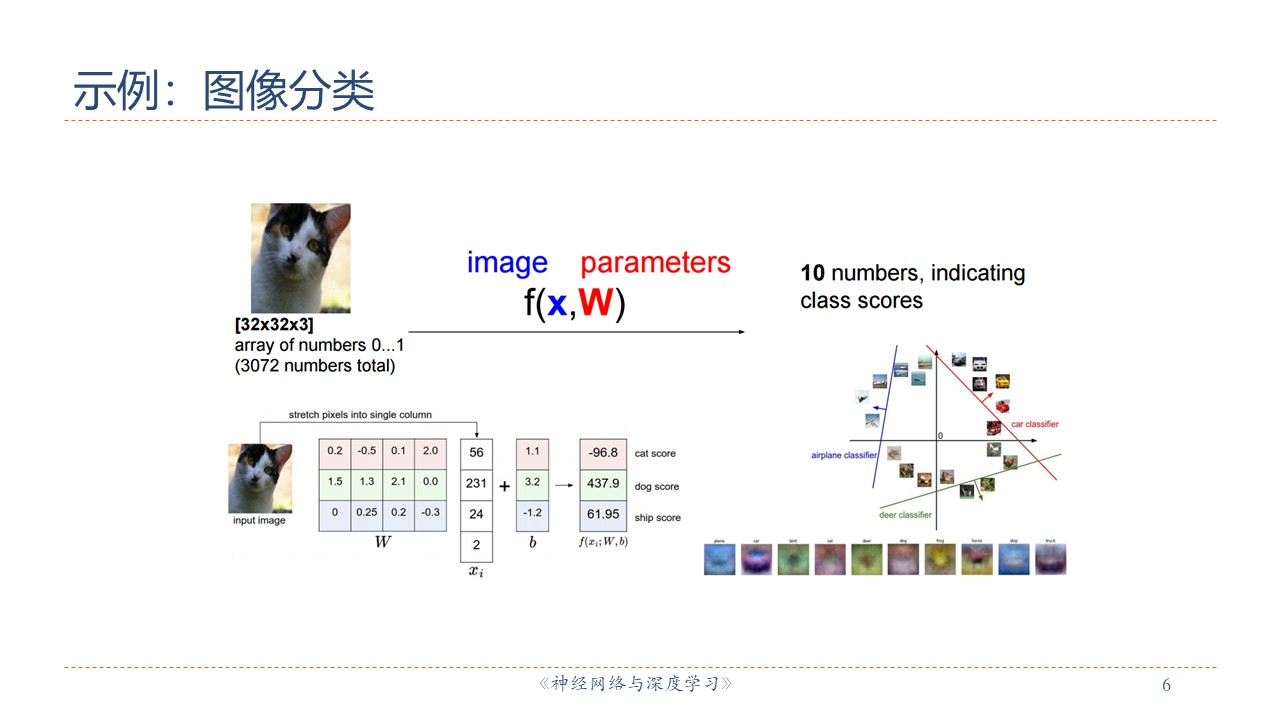 示例：图像分类
image parameters
f(x,W)
[32x32x3]
array of numbers 0...1
(3072 numbers total)
10 numbers, indicating
class scores
stretch pixels into single column
input image
0.2 -0.5 0.1 2.0
1.5 1.3 2.1 0.0
0 0.25 0.2 -0.3
W
56
231
24
2
xi
+
1.1
3.2
-1.2
b
-96.8 cat score
437.9 dog score
61.95 ship score
f(xi; W, b)
0
car classifier
airplane classifier
deer classifier
plane car bird cat deer dog frog horse ship truck
《神经网络与深度学习》
6